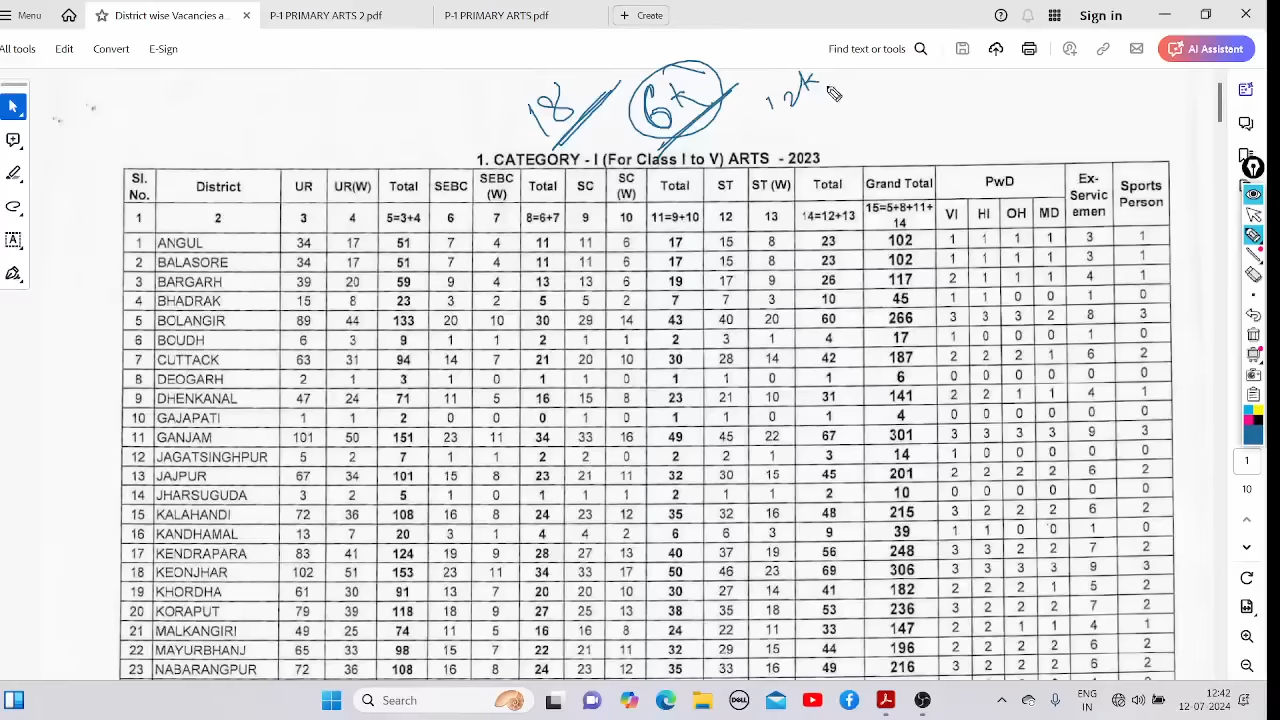 Menu District wise Vacancies a... P-1 PRIMARY ARTS 2.pdf P-1 PRIMARY ARTS.pdf + Create Sign in
All tools Edit Convert E-Sign Find text or tools AI Assistant
18 6k 12k
1. CATEGORY - I (For Class I to V) ARTS - 2023
Sl. No. District UR UR(W) Total SEBC SEBC (W) Total SC SC (W) Total ST ST (W) Total Grand Total PwD Ex-Servic emen Sports Person
1 2 3 4 5=3+4 6 7 8=6+7 9 10 11=9+10 12 13 14=12+13 15=5+8+11+14 VI HI OH MD
1 ANGUL 34 17 51 7 4 11 11 6 17 15 8 23 102 1 1 1 1 3 1
2 BALASORE 34 17 51 7 4 11 11 6 17 15 8 23 102 1 1 1 1 3 1
3 BARGARH 39 20 59 9 4 13 13 6 19 17 9 26 117 2 1 1 1 4 1
4 BHADRAK 15 8 23 3 2 5 5 2 7 7 3 10 45 1 1 0 0 1 0
5 BOLANGIR 89 44 133 20 10 30 29 14 43 40 20 60 266 3 3 3 2 8 3
6 BOUDH 6 3 9 1 1 2 1 1 2 3 1 4 17 1 0 0 0 1 0
7 CUTTACK 63 31 94 14 7 21 20 10 30 28 14 42 187 2 2 2 1 6 2
8 DEOGARH 2 1 3 1 0 1 1 0 1 1 0 1 6 0 0 0 0 0 0
9 DHENKANAL 47 24 71 11 5 16 15 8 23 21 10 31 141 2 2 1 1 4 1
10 GAJAPATI 1 1 2 0 0 0 1 0 1 1 0 1 4 0 0 0 0 0 0
11 GANJAM 101 50 151 23 11 34 33 16 49 45 22 67 301 3 3 3 3 9 3
12 JAGATSINGHPUR 5 2 7 1 1 2 2 0 2 2 1 3 14 1 0 0 0 0 0
13 JAJPUR 67 34 101 15 8 23 21 11 32 30 15 45 201 2 2 2 2 6 2
14 JHARSUGUDA 3 2 5 1 0 1 1 1 2 1 1 2 10 0 0 0 0 0 0
15 KALAHANDI 72 36 108 16 8 24 23 12 35 32 16 48 215 3 2 2 2 6 2
16 KANDHAMAL 13 7 20 3 1 4 4 2 6 6 3 9 39 1 1 0 0 1 0
17 KENDRAPARA 83 41 124 19 9 28 27 13 40 37 19 56 248 3 3 2 2 7 2
18 KEONJHAR 102 51 153 23 11 34 33 17 50 46 23 69 306 3 3 3 3 9 3
19 KHORDHA 61 30 91 13 7 20 20 10 30 27 14 41 182 2 2 2 1 5 2
20 KORAPUT 79 39 118 18 9 27 25 13 38 35 18 53 236 3 2 2 2 7 2
21 MALKANGIRI 49 25 74 11 5 16 16 8 24 22 11 33 147 2 2 1 1 4 1
22 MAYURBHANJ 65 33 98 15 7 22 21 11 32 29 15 44 196 2 2 2 2 6 2
23 NABARANGPUR 72 36 108 16 8 24 23 12 35 33 16 49 216 3 2 2 2 6 2
1
10
Search ENG IN 12:42 12-07-2024